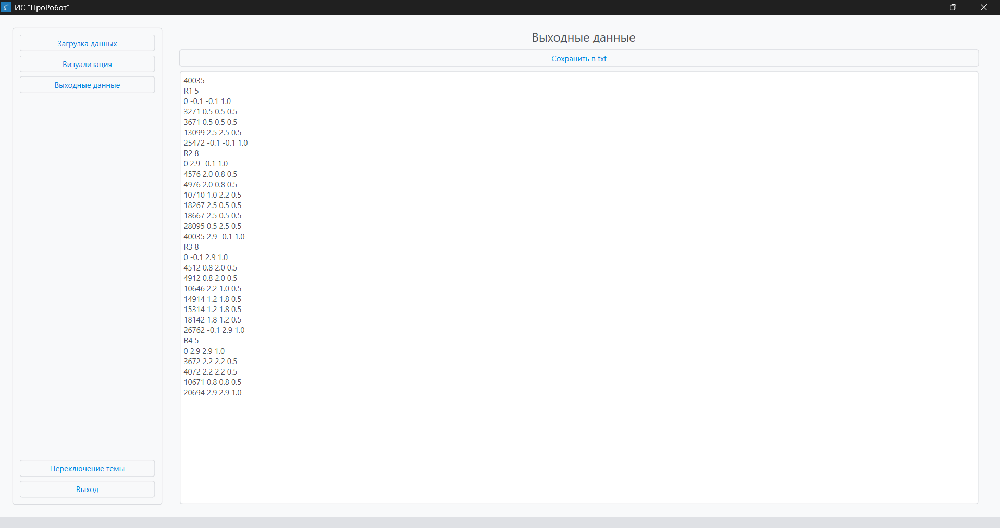 ИС "ПроРобот"
Загрузка данных
Визуализация
Выходные данные
Переключение темы
Выход
Выходные данные
Сохранить в txt
40035
R1 5
0 -0.1 -0.1 1.0
3271 0.5 0.5 0.5
3671 0.5 0.5 0.5
13099 2.5 2.5 0.5
25472 -0.1 -0.1 1.0
R2 8
0 2.9 -0.1 1.0
4576 2.0 0.8 0.5
4976 2.0 0.8 0.5
10710 1.0 2.2 0.5
18267 2.5 0.5 0.5
18667 2.5 0.5 0.5
28095 0.5 2.5 0.5
40035 2.9 -0.1 1.0
R3 8
0 -0.1 2.9 1.0
4512 0.8 2.0 0.5
4912 0.8 2.0 0.5
10646 2.2 1.0 0.5
14914 1.2 1.8 0.5
15314 1.2 1.8 0.5
18142 1.8 1.2 0.5
26762 -0.1 2.9 1.0
R4 5
0 2.9 2.9 1.0
3672 2.2 2.2 0.5
4072 2.2 2.2 0.5
10671 0.8 0.8 0.5
20694 2.9 2.9 1.0